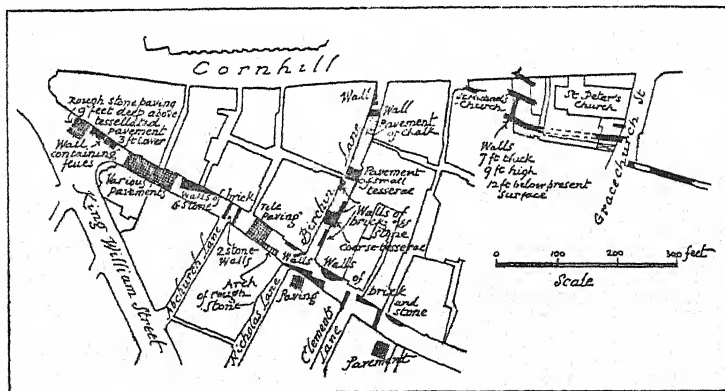 Cornhill
Rough stone paving
9 feet deep above
tessellated
pavement
3 ft lower
Wall
containing
flues
Various
pavements
King William Street
Abchurch Lane
Walls of
& Stone
brick
2 Stone
Walls
Tile
Paving
Arch
of rough
Stone
Nicholas Lane
Birchin Lane
Wall
Wall
Pavement
of chalk
Pavement
of small
tesserae
Walls of
brick &
Stone
coarse tesserae
Walls
Walls
of
brick
and
stone
Paving
Clements
Lane
Pavement
St Michael's
Church
St Peter's
Church
Walls
7 ft thick
9 ft high
12 ft below present
Surface
Gracechurch St
0 100 200 300 feet
Scale